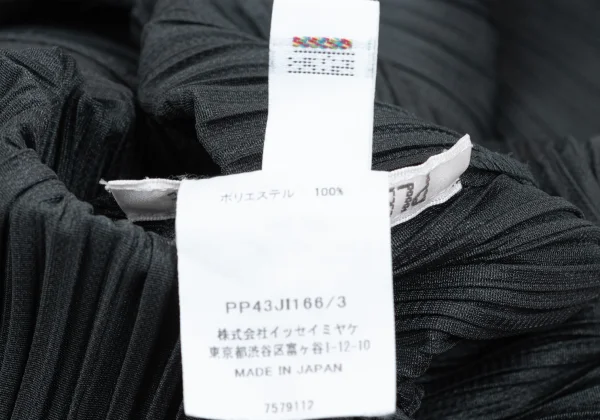 ポリエステル 100%
PP43JI166/3
株式会社イッセイミヤケ
東京都渋谷区富ヶ谷1-12-10
MADE IN JAPAN
7579112